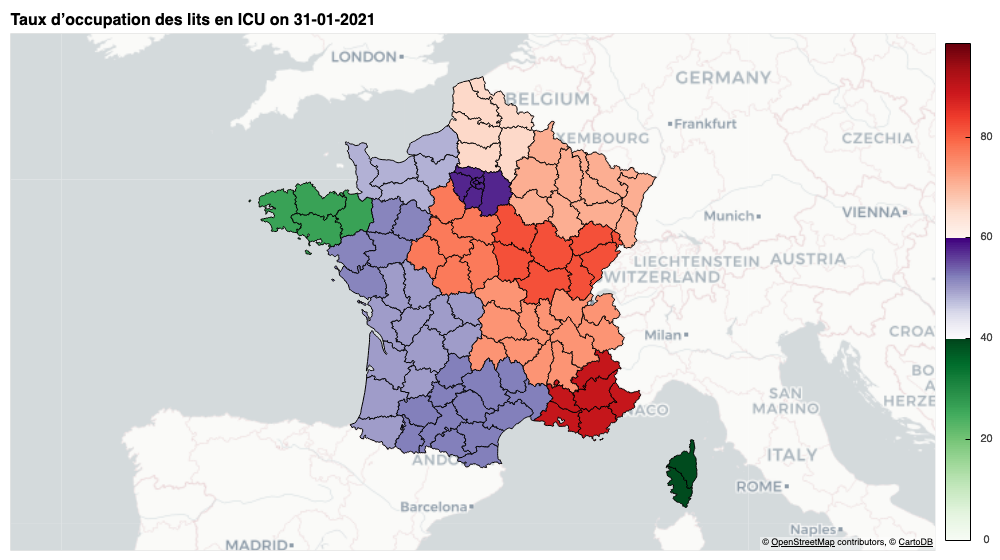 Taux d'occupation des lits en ICU on 31-01-2021
LONDON
GERMANY
BELGIUM
Frankfurt
XEMBOURG
CZECHIA
80
Munich
VIENNA
60
LIECHTENSTEIN
AUSTRIA
WITZERLAND
Milan
CROA
40
BO
A
HERZE
SAN
MARINO
ACO
20
ITALY
ANDO
ROME
Barcelona
Naples
MADRID
0
© OpenStreetMap contributors, © CartoDB